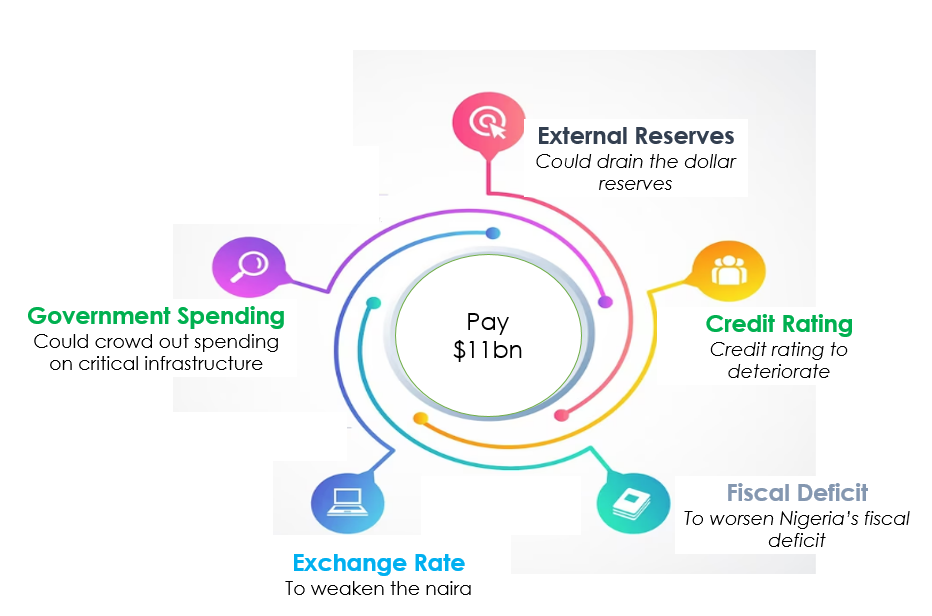 External Reserves
Could drain the dollar
reserves
Government Spending
Could crowd out spending
on critical infrastructure
Pay
$11bn
Credit Rating
Credit rating to
deteriorate
Fiscal Deficit
To worsen Nigeria’s fiscal
deficit
Exchange Rate
To weaken the naira